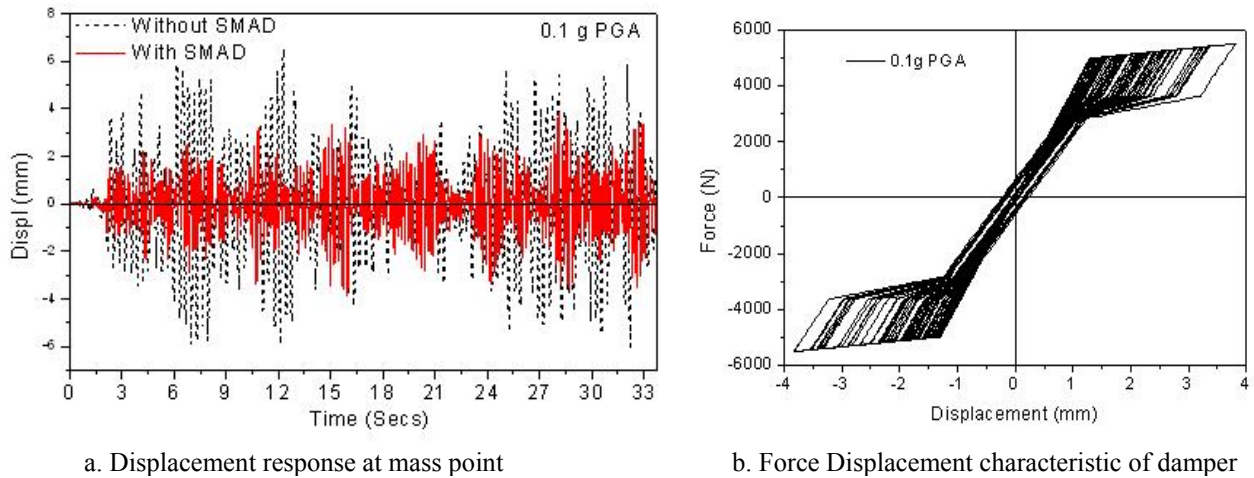 Without SMAD
With SMAD
0.1 g PGA
8
6
4
2
0
-2
-4
-6
Displ (mm)
0 3 6 9 12 15 18 21 24 27 30 33
Time (Secs)
a. Displacement response at mass point
0.1g PGA
6000
4000
2000
0
-2000
-4000
-6000
Force (N)
-4 -3 -2 -1 0 1 2 3 4
Displacement (mm)
b. Force Displacement characteristic of damper